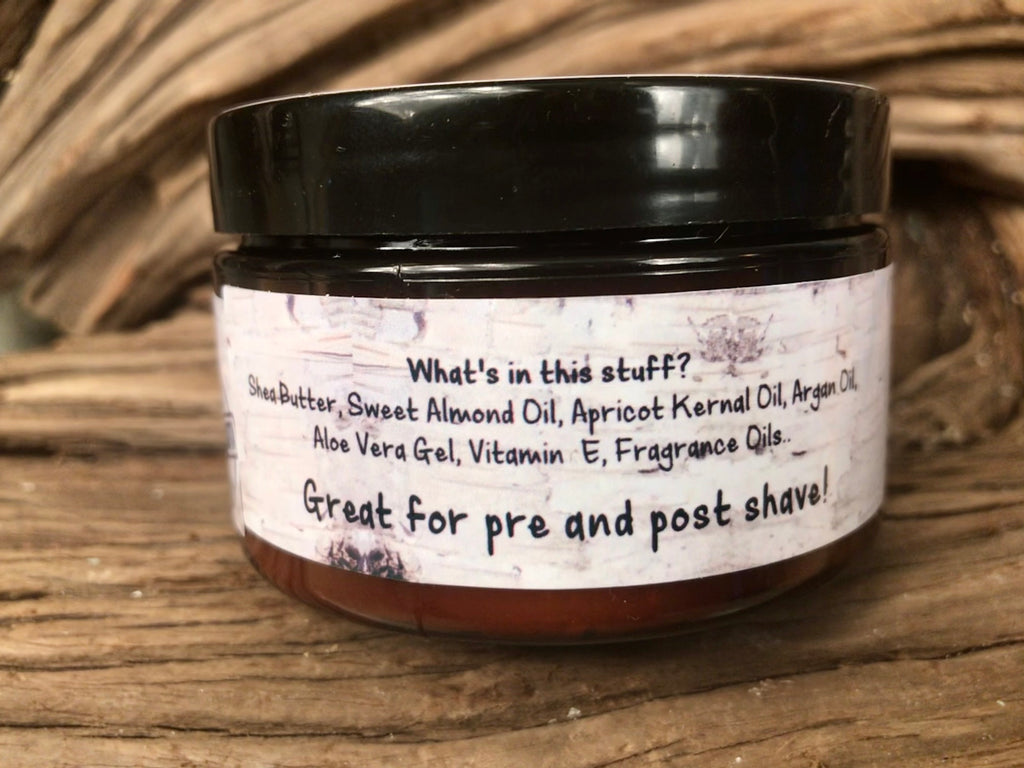 What's in this stuff?
Shea Butter, Sweet Almond Oil, Apricot Kernal Oil, Argan Oil,
Aloe Vera Gel, Vitamin E, Fragrance Oils..
Great for pre and post shave!